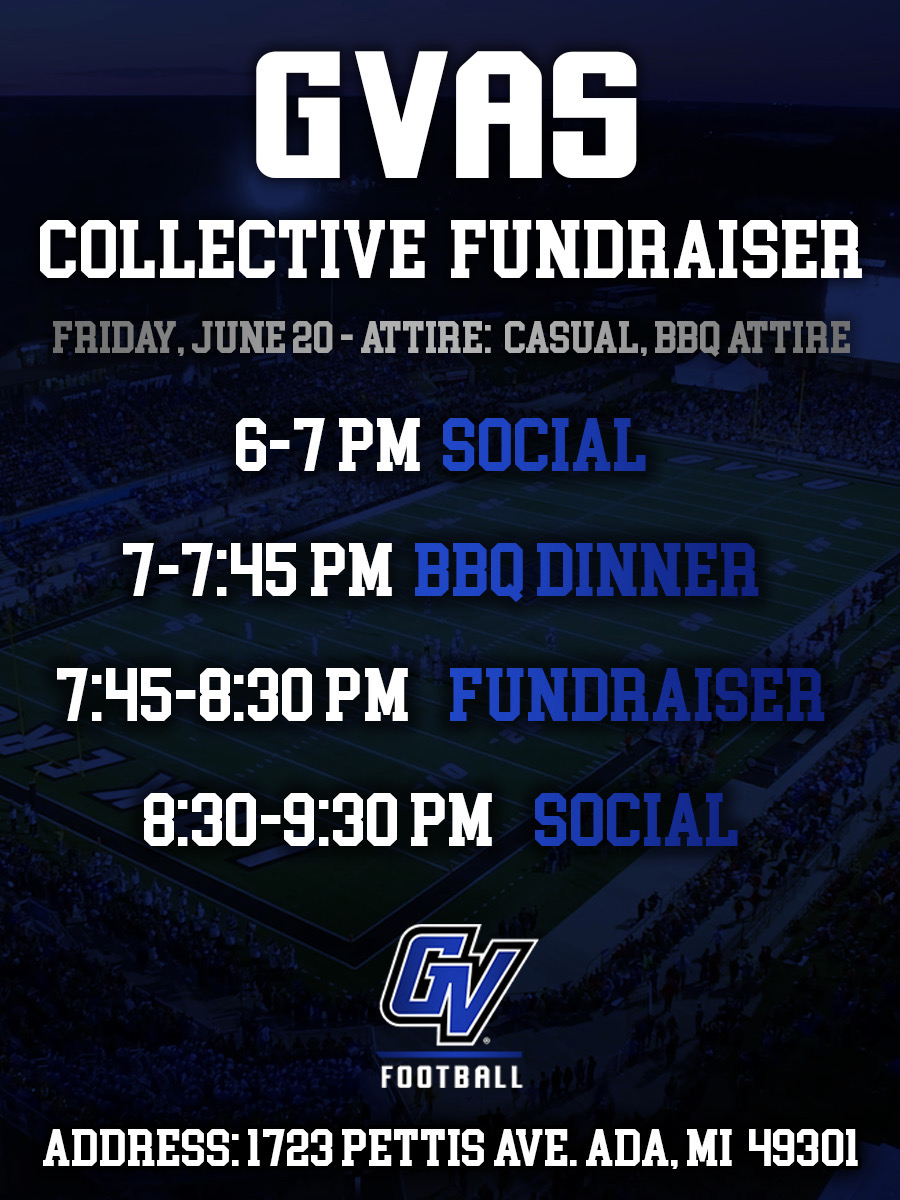 GVAS
COLLECTIVE FUNDRAISER
FRIDAY, JUNE 20 - ATTIRE: CASUAL, BBQ ATTIRE
6-7 PM SOCIAL
7-7:45 PM BBQ DINNER
7:45-8:30 PM FUNDRAISER
8:30-9:30 PM SOCIAL
GV®
FOOTBALL
ADDRESS: 1723 PETTIS AVE. ADA, MI 49301